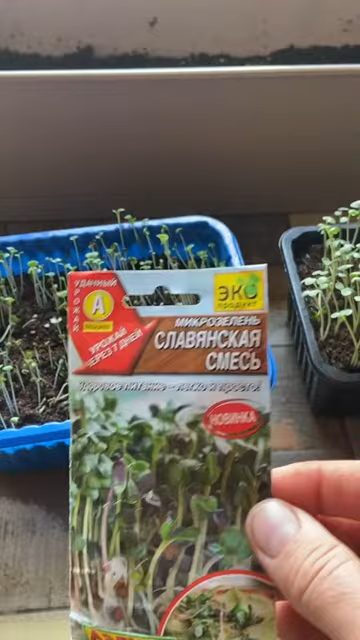 УДАЧНЫЙ УРОЖАЙ
А
ЭКО
продукт
УРОЖАЙ
ЧЕРЕЗ 7 ДНЕЙ
МИКРОЗЕЛЕНЬ
СЛАВЯНСКАЯ
СМЕСЬ
Здоровое питание - легко и просто!
НОВИНКА